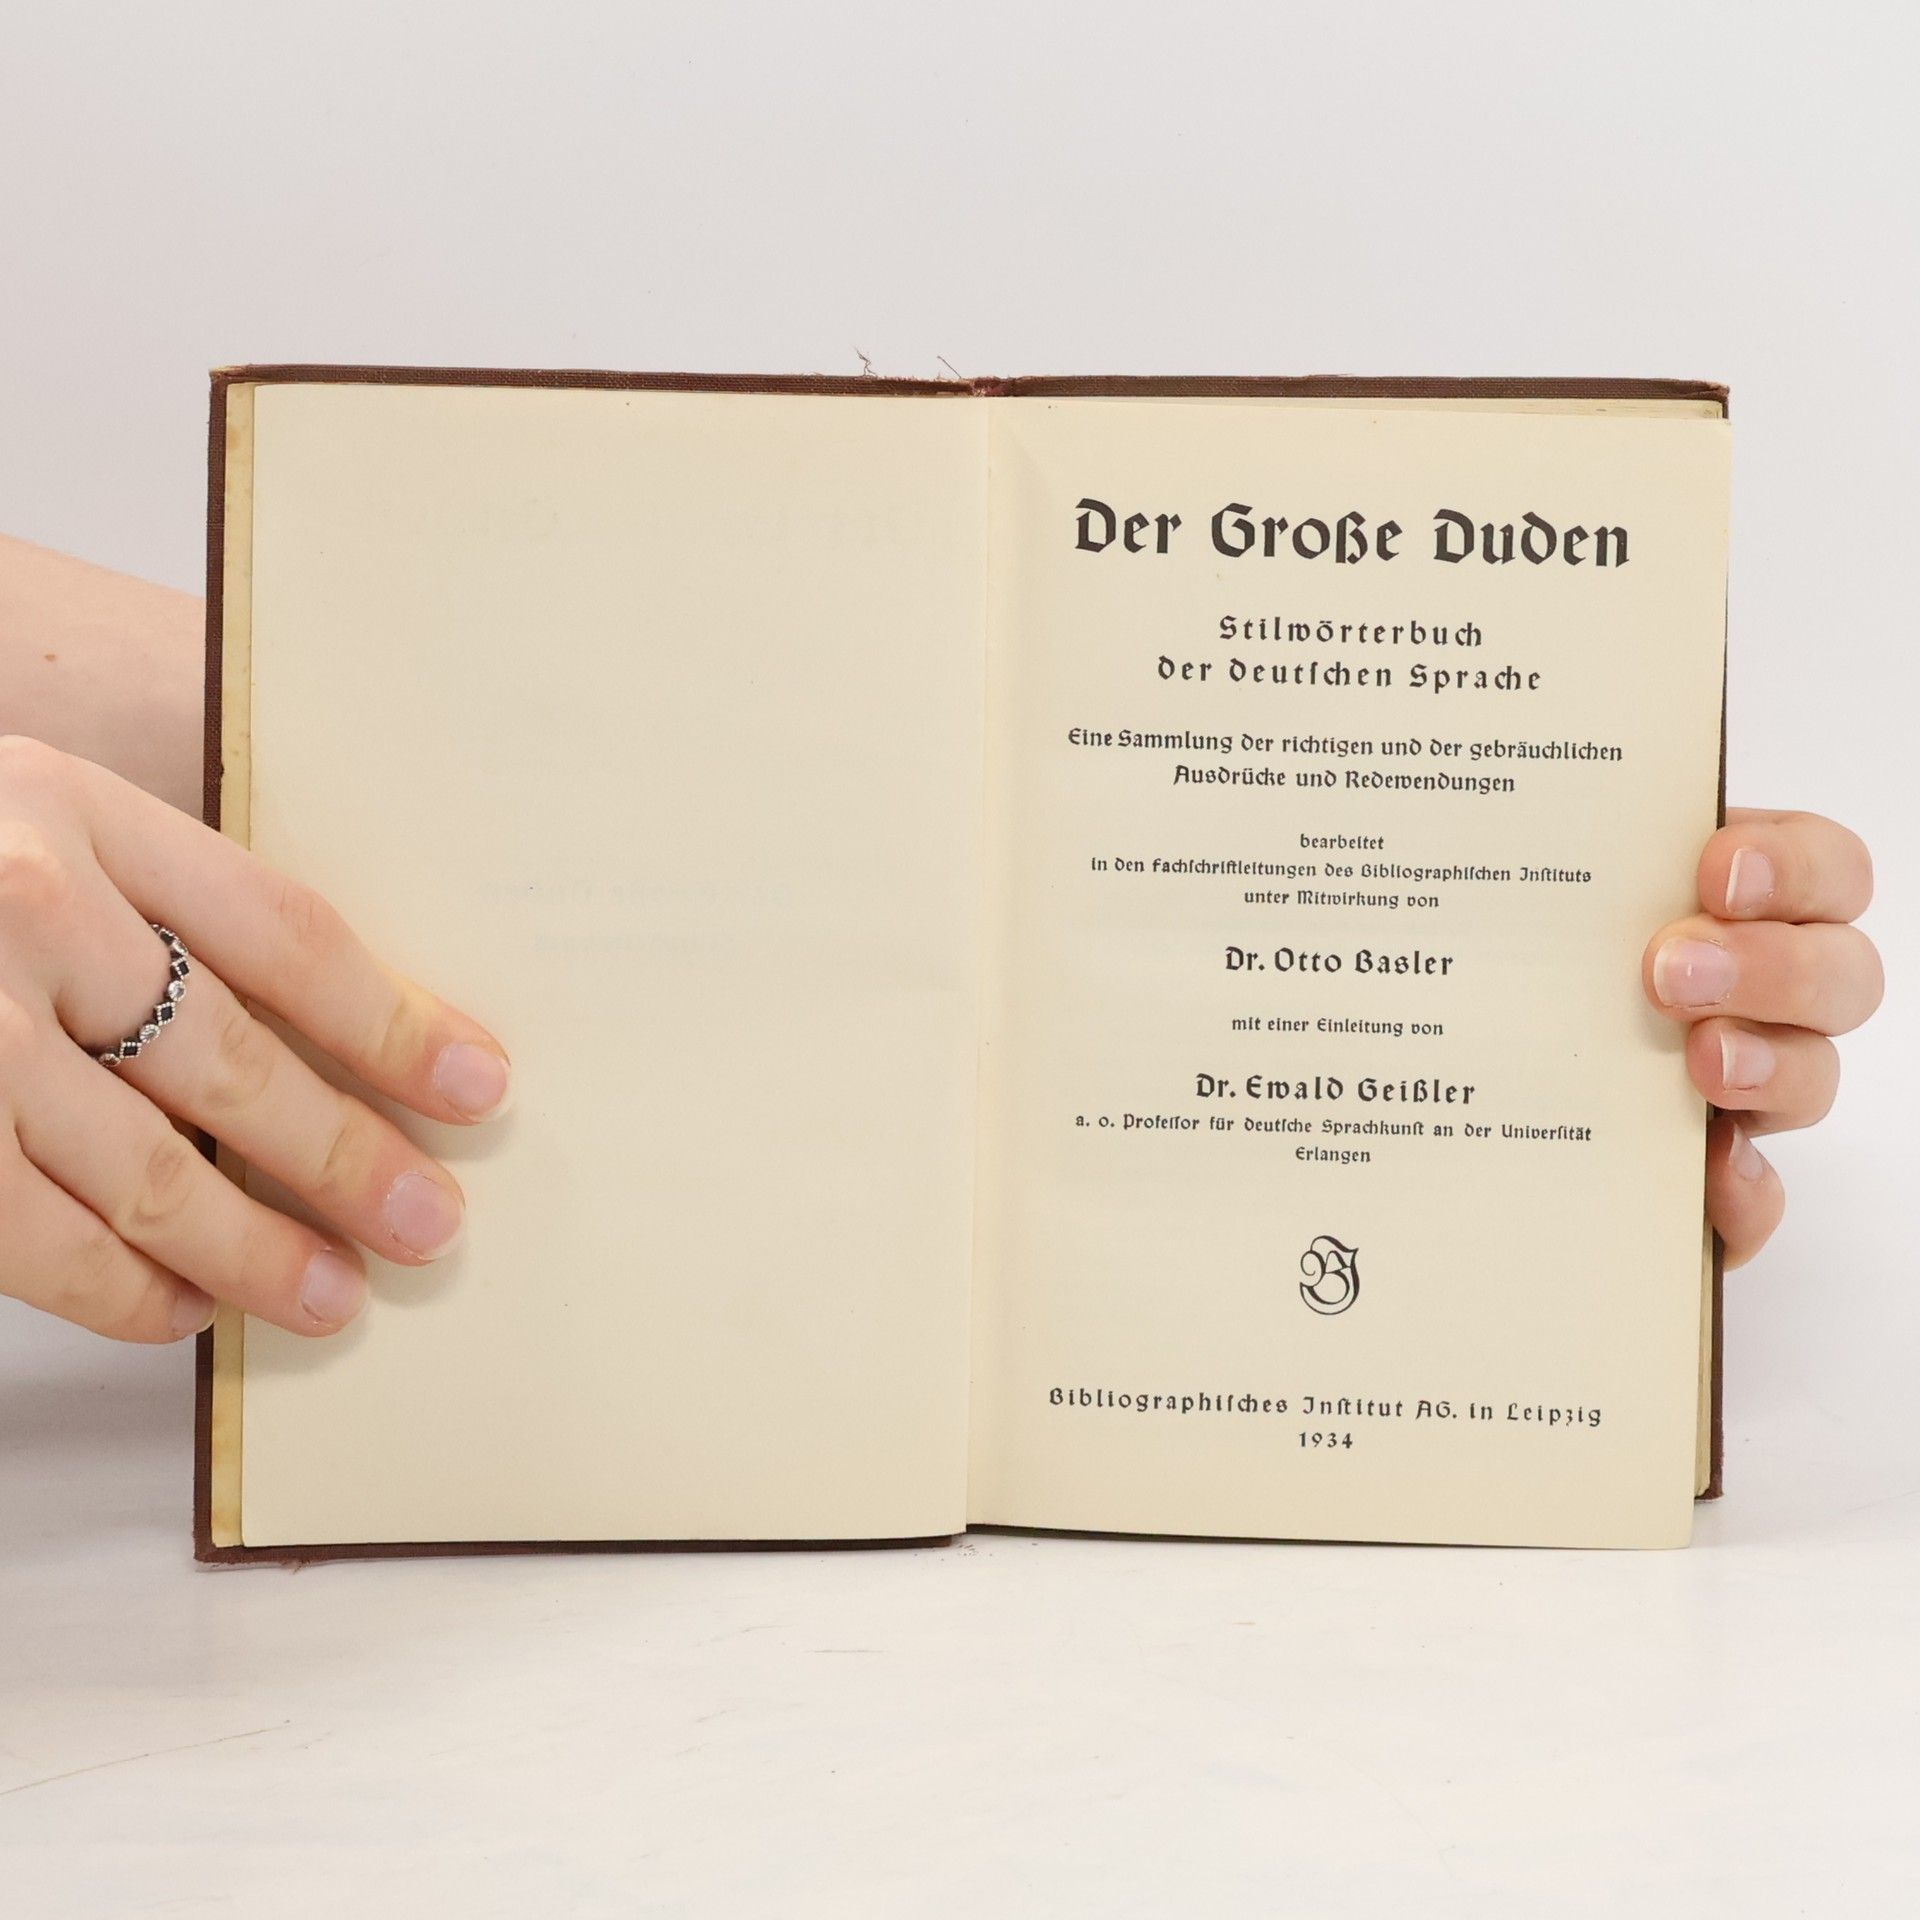 Der Große Duden
Stilwörterbuch
der deutſchen Sprache
Eine Sammlung der richtigen und der gebräuchlichen
Ausdrücke und Redewendungen
bearbeitet
in den Fachſchriftleitungen des Bibliographiſchen Inſtituts
unter Mitwirkung von
Dr. Otto Basler
mit einer Einleitung von
Dr. Ewald Geißler
a. o. Profeſſor für deutſche Sprachkunſt an der Univerſität
Erlangen
BI
Bibliographiſches Inſtitut AG. in Leipzig
1934